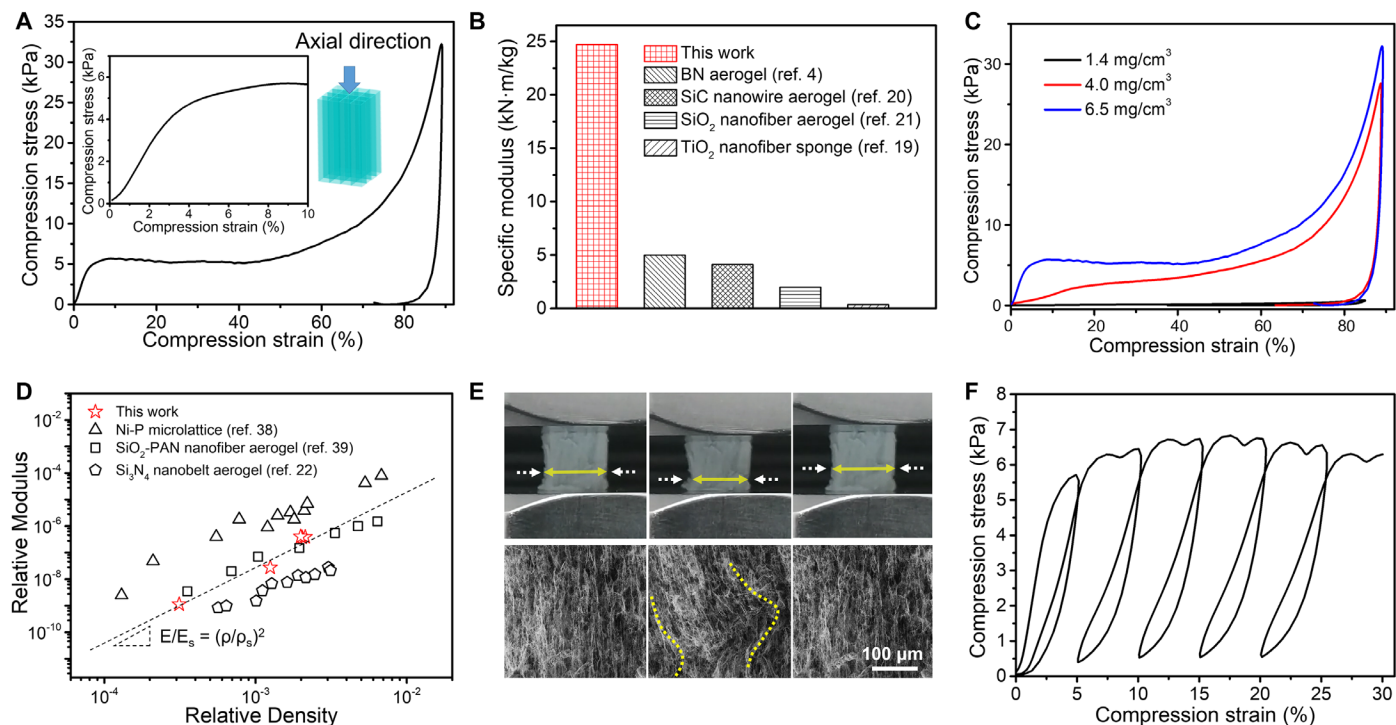 A
Compression stress (kPa)
35
30
25
20
15
10
5
0
0
20
40
60
80
Compression strain (%)
Axial direction
Compression stress (kPa)
6
4
2
0
0
2
4
6
8
10
Compression strain (%)
B
Specific modulus (kN·m/kg)
25
20
15
10
5
0
This work
BN aerogel (ref. 4)
SiC nanowire aerogel (ref. 20)
SiO₂ nanofiber aerogel (ref. 21)
TiO₂ nanofiber sponge (ref. 19)
C
Compression stress (kPa)
30
20
10
0
0
20
40
60
80
Compression strain (%)
1.4 mg/cm³
4.0 mg/cm³
6.5 mg/cm³
D
Relative Modulus
10⁻²
10⁻⁴
10⁻⁶
10⁻⁸
10⁻¹⁰
10⁻⁴
10⁻³
10⁻²
Relative Density
This work
Ni-P microlattice (ref. 38)
SiO₂-PAN nanofiber aerogel (ref. 39)
Si₃N₄ nanobelt aerogel (ref. 22)
E/Eₛ = (ρ/ρₛ)²
E
100 μm
F
Compression stress (kPa)
8
7
6
5
4
3
2
1
0
0
5
10
15
20
25
30
Compression strain (%)